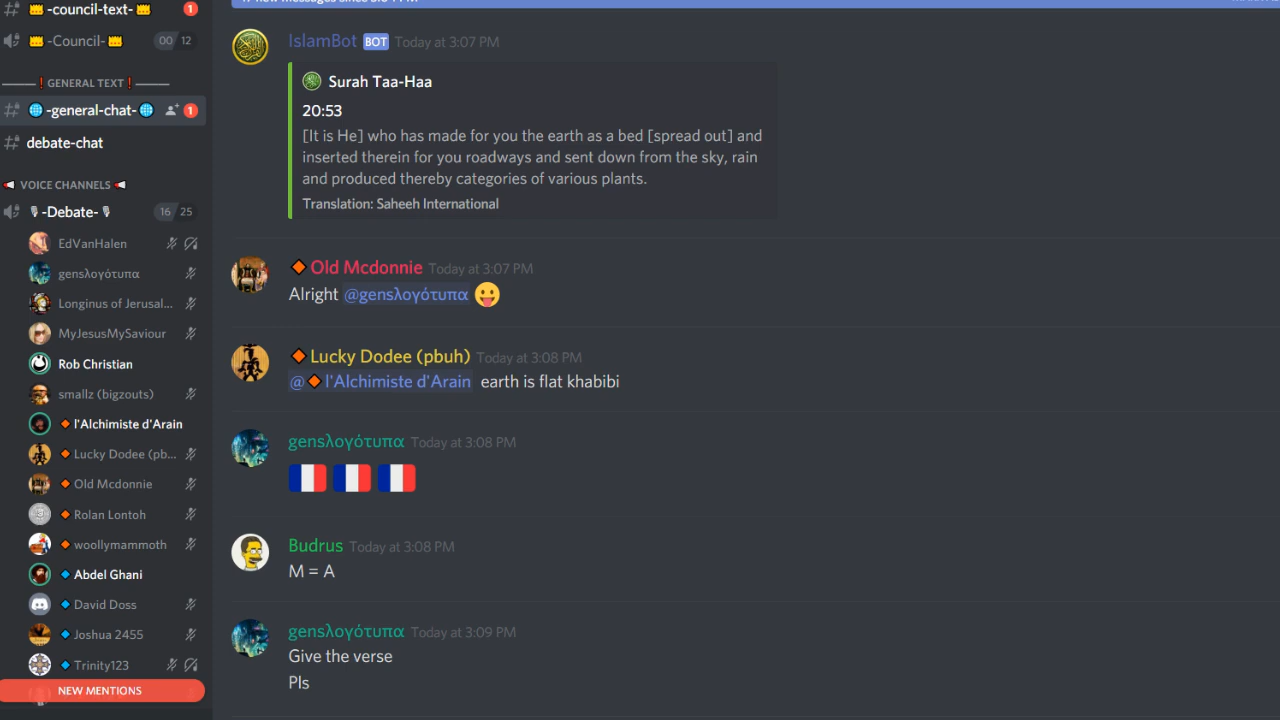 -council-text- 1
-Council- 00 12
GENERAL TEXT
-general-chat- 1
debate-chat
VOICE CHANNELS
-Debate- 16 25
EdVanHalen
gensλογότυπα
Longinus of Jerusal...
MyJesusMySaviour
Rob Christian
smallz (bigzouts)
l'Alchimiste d'Arain
Lucky Dodee (pb...
Old Mcdonnie
Rolan Lontoh
woollymammoth
Abdel Ghani
David Doss
Joshua 2455
Trinity123
NEW MENTIONS
IslamBot BOT Today at 3:07 PM
Surah Taa-Haa
20:53
[It is He] who has made for you the earth as a bed [spread out] and
inserted therein for you roadways and sent down from the sky, rain
and produced thereby categories of various plants.
Translation: Saheeh International
Old Mcdonnie Today at 3:07 PM
Alright @gensλογότυπα 😛
Lucky Dodee (pbuh) Today at 3:08 PM
@🔶l'Alchimiste d'Arain earth is flat khabibi
gensλογότυπα Today at 3:08 PM
🇫🇷 🇫🇷 🇫🇷
Budrus Today at 3:08 PM
M = A
gensλογότυπα Today at 3:09 PM
Give the verse
Pls